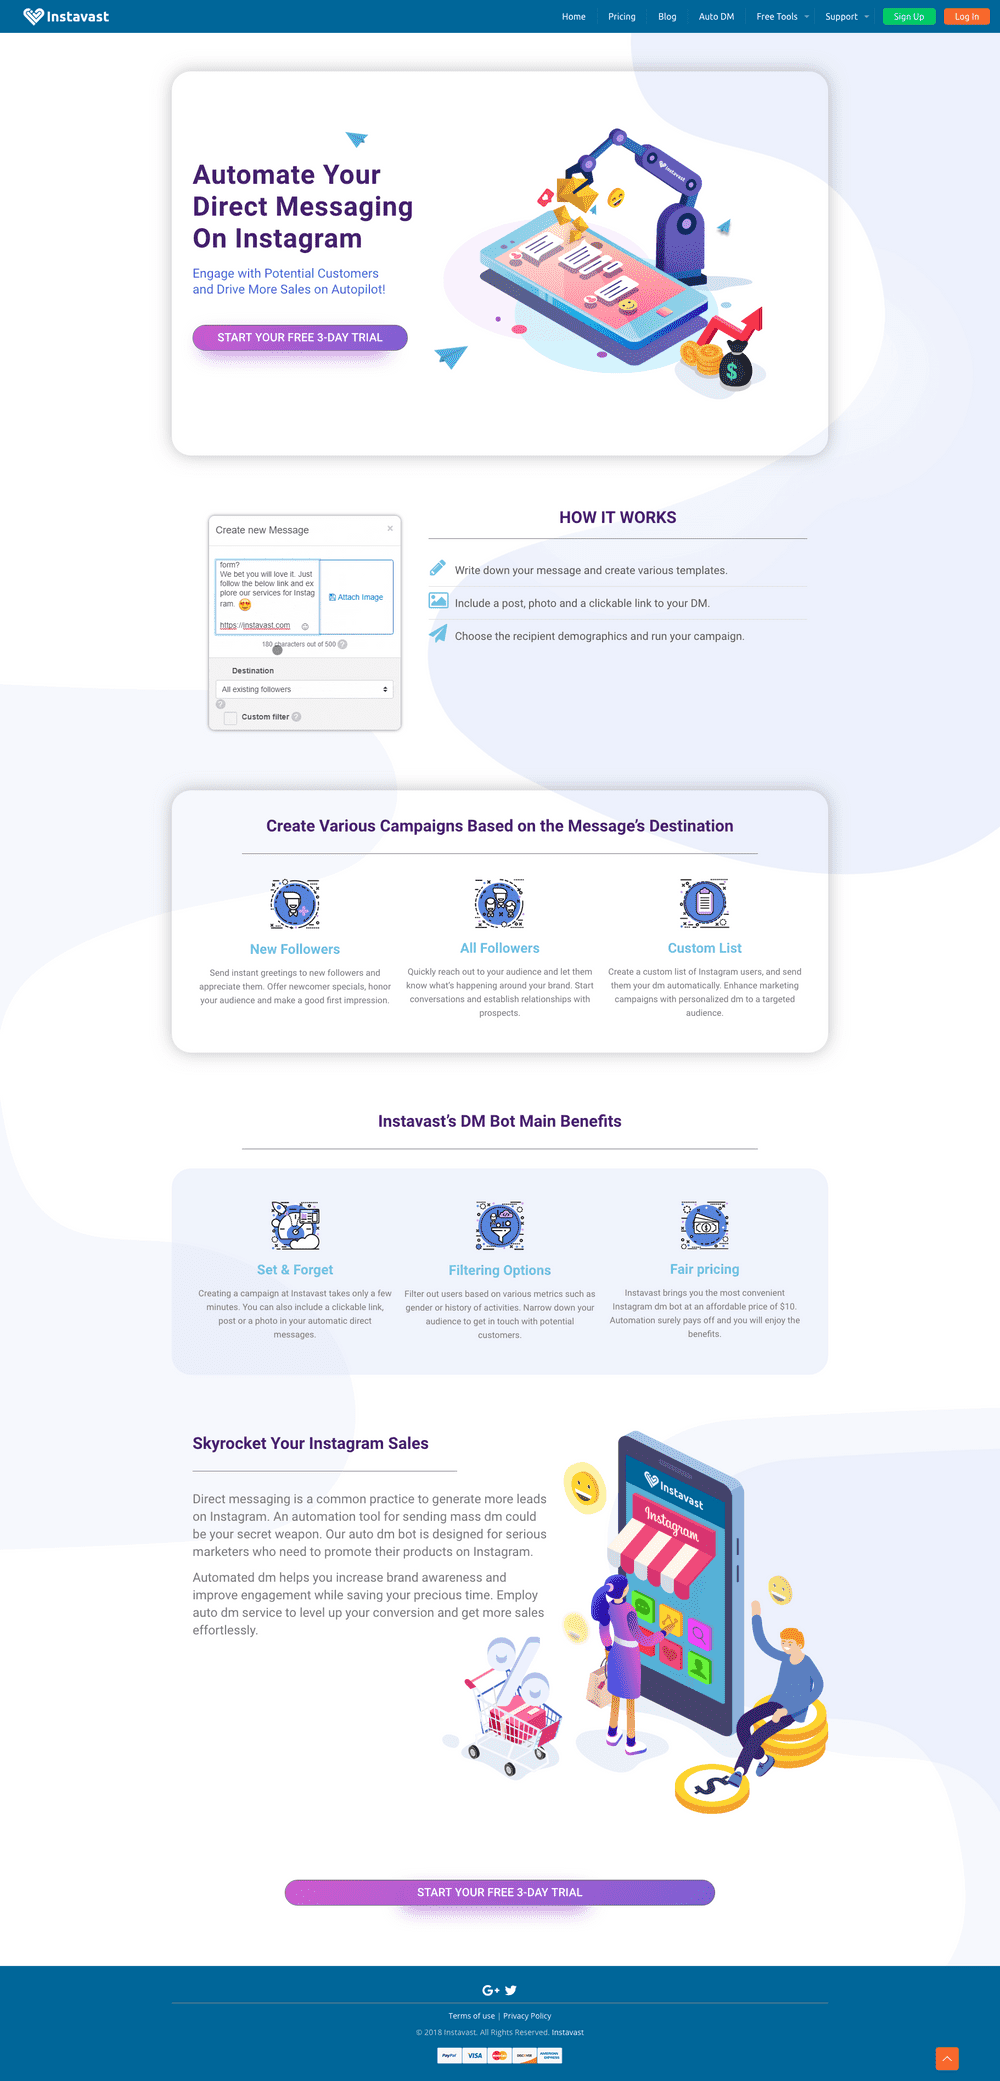 Instavast
Home
Pricing
Blog
Auto DM
Free Tools
Support
Sign Up
Log In
Automate Your
Direct Messaging
On Instagram
Engage with Potential Customers
and Drive More Sales on Autopilot!
START YOUR FREE 3-DAY TRIAL
Instavast
$
Create new Message
×
form?
We bet you will love it. Just
follow the below link and ex
plore our services for Instag
ram.
https://instavast.com
Attach Image
180 characters out of 500 ?
Destination
All existing followers
?
Custom filter ?
HOW IT WORKS
Write down your message and create various templates.
Include a post, photo and a clickable link to your DM.
Choose the recipient demographics and run your campaign.
Create Various Campaigns Based on the Message’s Destination
New Followers
Send instant greetings to new followers and
appreciate them. Offer newcomer specials, honor
your audience and make a good first impression.
All Followers
Quickly reach out to your audience and let them
know what's happening around your brand. Start
conversations and establish relationships with
prospects.
Custom List
Create a custom list of Instagram users, and send
them your dm automatically. Enhance marketing
campaigns with personalized dm to a targeted
audience.
Instavast’s DM Bot Main Benefits
Set & Forget
Creating a campaign at Instavast takes only a few
minutes. You can also include a clickable link,
post or a photo in your automatic direct
messages.
Filtering Options
Filter out users based on various metrics such as
gender or history of activities. Narrow down your
audience to get in touch with potential
customers.
Fair pricing
Instavast brings you the most convenient
Instagram dm bot at an affordable price of $10.
Automation surely pays off and you will enjoy the
benefits.
Skyrocket Your Instagram Sales
Direct messaging is a common practice to generate more leads
on Instagram. An automation tool for sending mass dm could
be your secret weapon. Our auto dm bot is designed for serious
marketers who need to promote their products on Instagram.
Automated dm helps you increase brand awareness and
improve engagement while saving your precious time. Employ
auto dm service to level up your conversion and get more sales
effortlessly.
Instavast
Instagram
%
$
START YOUR FREE 3-DAY TRIAL
G+
Terms of use | Privacy Policy
© 2018 Instavast. All Rights Reserved. Instavast
PayPal
VISA
MasterCard
DISCOVER
AMERICAN EXPRESS